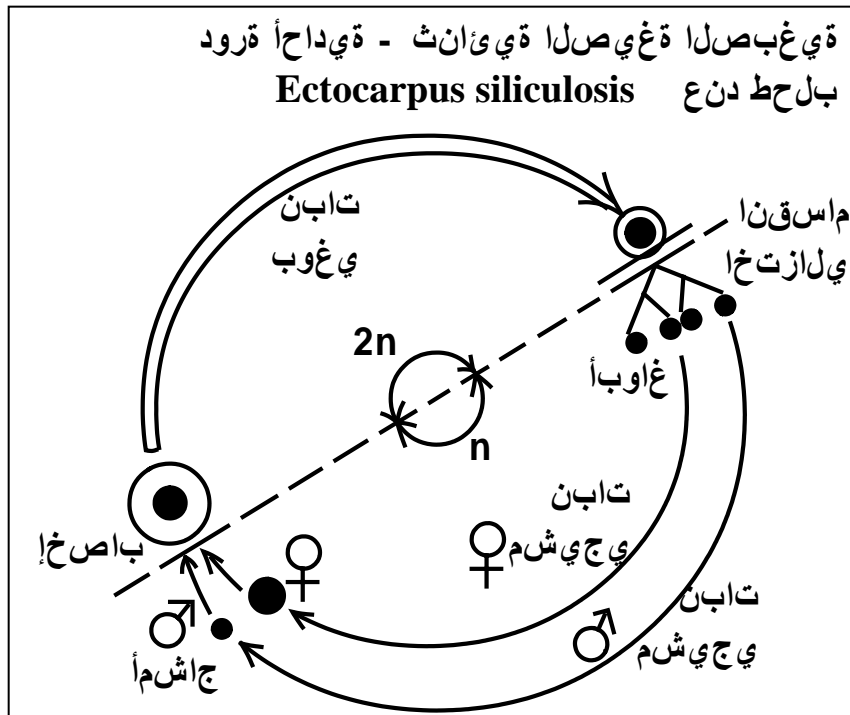 دورة أحادية - ثنائية الصيغة الصبغية
عند طحلب Ectocarpus siliculosis
نبات
بوغي
انقسام
اختزالي
2n
n
أبواغ
نبات
مشيجي
♀
نبات
مشيجي
♂
إخصاب
♀
♂
أمشاج